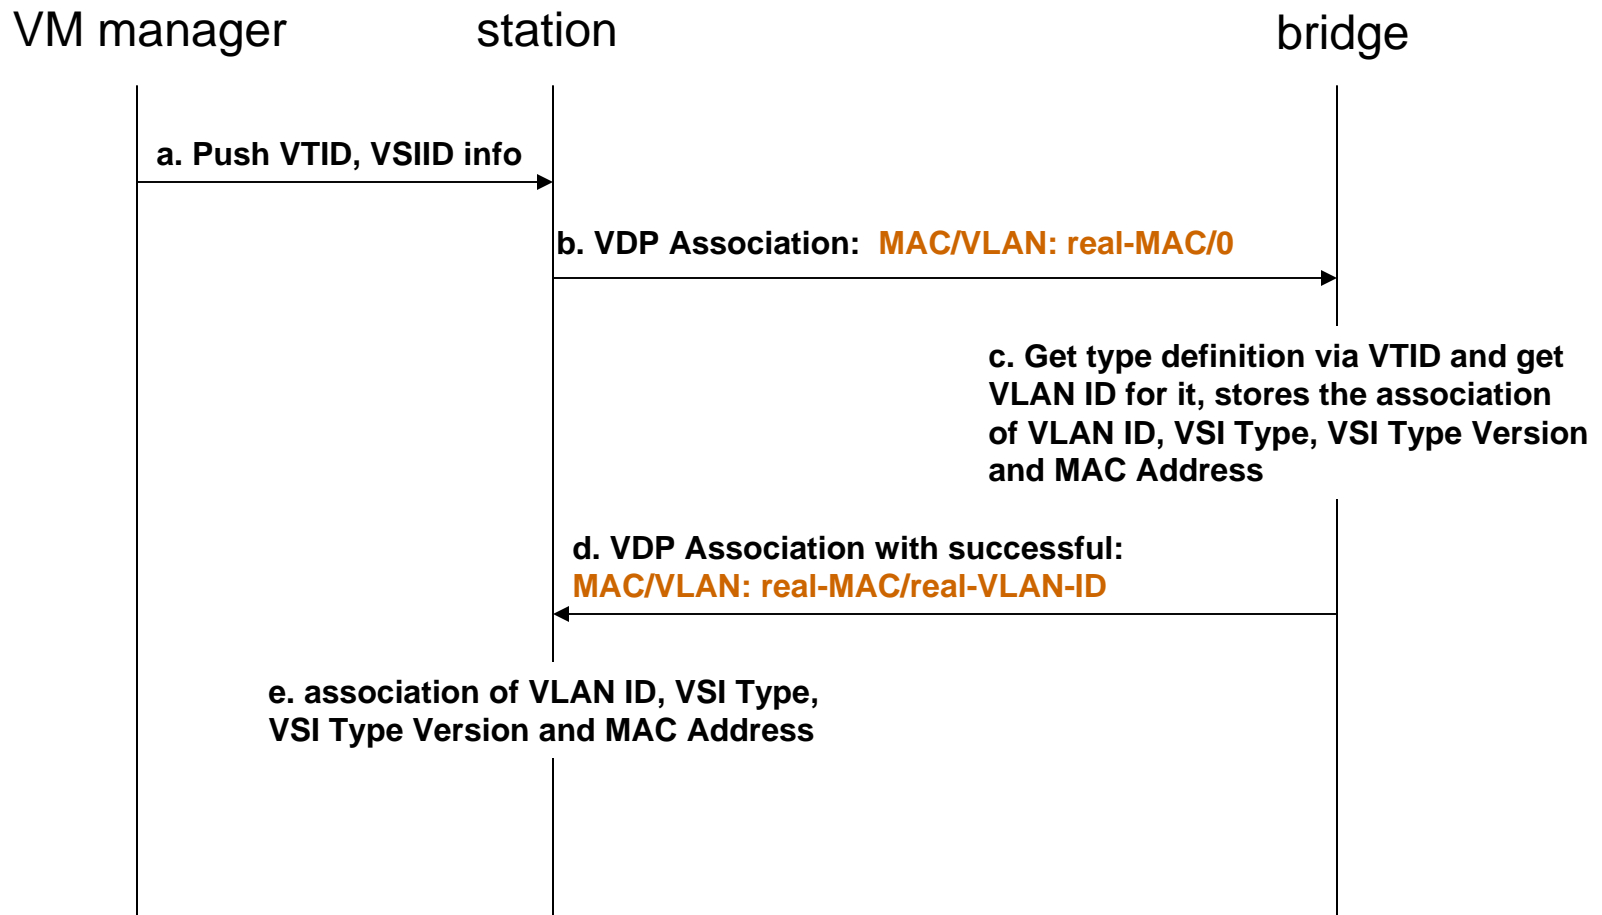 VM manager
station
bridge
a. Push VTID, VSIID info
b. VDP Association: MAC/VLAN: real-MAC/0
c. Get type definition via VTID and get
VLAN ID for it, stores the association
of VLAN ID, VSI Type, VSI Type Version
and MAC Address
d. VDP Association with successful:
MAC/VLAN: real-MAC/real-VLAN-ID
e. association of VLAN ID, VSI Type,
VSI Type Version and MAC Address